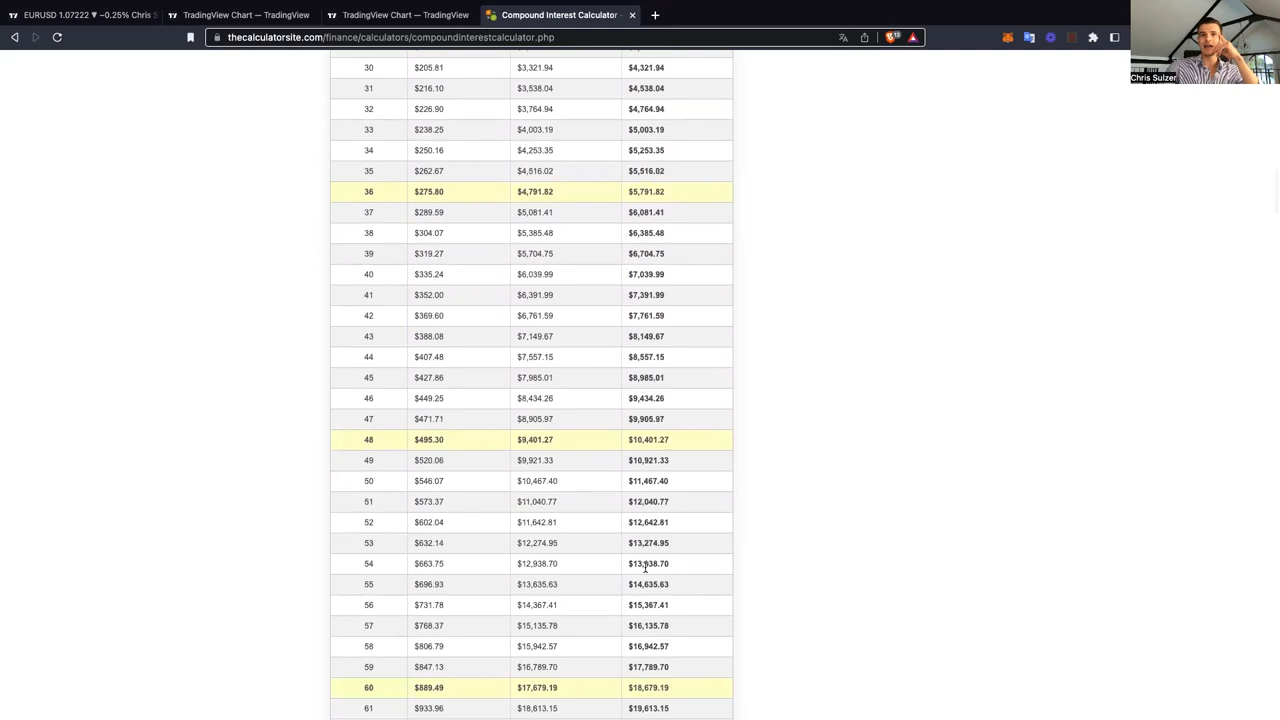 EURUSD 1.07222 ▼ −0.25% Chris S
TradingView Chart — TradingView
TradingView Chart — TradingView
Compound Interest Calculator -
thecalculatorsite.com/finance/calculators/compoundinterestcalculator.php
Chris Sulzer
30 $205.81 $3,321.94 $4,321.94
31 $216.10 $3,538.04 $4,538.04
32 $226.90 $3,764.94 $4,764.94
33 $238.25 $4,003.19 $5,003.19
34 $250.16 $4,253.35 $5,253.35
35 $262.67 $4,516.02 $5,516.02
36 $275.80 $4,791.82 $5,791.82
37 $289.59 $5,081.41 $6,081.41
38 $304.07 $5,385.48 $6,385.48
39 $319.27 $5,704.75 $6,704.75
40 $335.24 $6,039.99 $7,039.99
41 $352.00 $6,391.99 $7,391.99
42 $369.60 $6,761.59 $7,761.59
43 $388.08 $7,149.67 $8,149.67
44 $407.48 $7,557.15 $8,557.15
45 $427.86 $7,985.01 $8,985.01
46 $449.25 $8,434.26 $9,434.26
47 $471.71 $8,905.97 $9,905.97
48 $495.30 $9,401.27 $10,401.27
49 $520.06 $9,921.33 $10,921.33
50 $546.07 $10,467.40 $11,467.40
51 $573.37 $11,040.77 $12,040.77
52 $602.04 $11,642.81 $12,642.81
53 $632.14 $12,274.95 $13,274.95
54 $663.75 $12,938.70 $13,938.70
55 $696.93 $13,635.63 $14,635.63
56 $731.78 $14,367.41 $15,367.41
57 $768.37 $15,135.78 $16,135.78
58 $806.79 $15,942.57 $16,942.57
59 $847.13 $16,789.70 $17,789.70
60 $889.49 $17,679.19 $18,679.19
61 $933.96 $18,613.15 $19,613.15